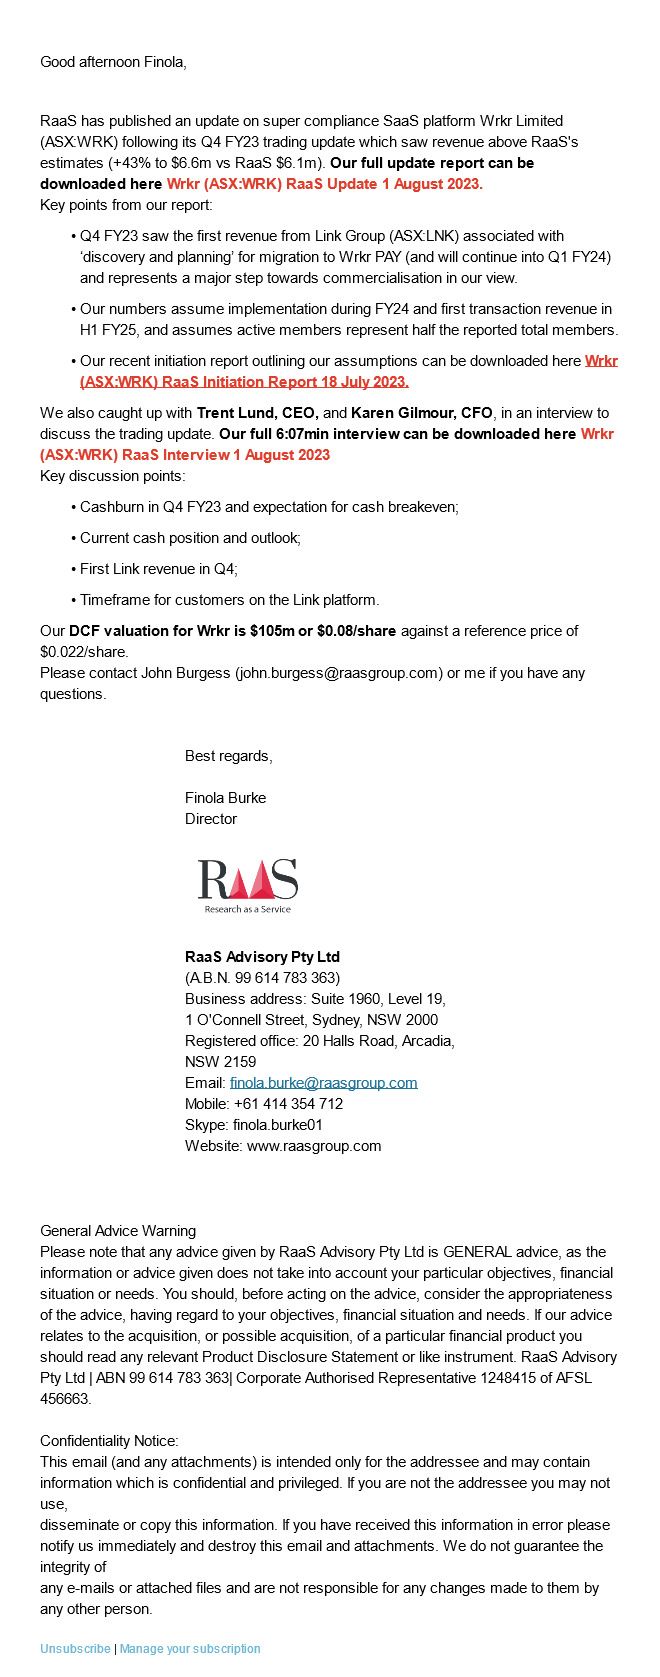 Good afternoon Finola,
RaaS has published an update on super compliance SaaS platform Wrkr Limited
(ASX:WRK) following its Q4 FY23 trading update which saw revenue above RaaS's
estimates (+43% to $6.6m vs RaaS $6.1m). Our full update report can be
downloaded here Wrkr (ASX:WRK) RaaS Update 1 August 2023.
Key points from our report:
• Q4 FY23 saw the first revenue from Link Group (ASX:LNK) associated with
‘discovery and planning’ for migration to Wrkr PAY (and will continue into Q1 FY24)
and represents a major step towards commercialisation in our view.
• Our numbers assume implementation during FY24 and first transaction revenue in
H1 FY25, and assumes active members represent half the reported total members.
• Our recent initiation report outlining our assumptions can be downloaded here Wrkr
(ASX:WRK) RaaS Initiation Report 18 July 2023.
We also caught up with Trent Lund, CEO, and Karen Gilmour, CFO, in an interview to
discuss the trading update. Our full 6:07min interview can be downloaded here Wrkr
(ASX:WRK) RaaS Interview 1 August 2023
Key discussion points:
• Cashburn in Q4 FY23 and expectation for cash breakeven;
• Current cash position and outlook;
• First Link revenue in Q4;
• Timeframe for customers on the Link platform.
Our DCF valuation for Wrkr is $105m or $0.08/share against a reference price of
$0.022/share.
Please contact John Burgess (john.burgess@raasgroup.com) or me if you have any
questions.
Best regards,
Finola Burke
Director
RAAS
Research as a Service
RaaS Advisory Pty Ltd
(A.B.N. 99 614 783 363)
Business address: Suite 1960, Level 19,
1 O'Connell Street, Sydney, NSW 2000
Registered office: 20 Halls Road, Arcadia,
NSW 2159
Email: finola.burke@raasgroup.com
Mobile: +61 414 354 712
Skype: finola.burke01
Website: www.raasgroup.com
General Advice Warning
Please note that any advice given by RaaS Advisory Pty Ltd is GENERAL advice, as the
information or advice given does not take into account your particular objectives, financial
situation or needs. You should, before acting on the advice, consider the appropriateness
of the advice, having regard to your objectives, financial situation and needs. If our advice
relates to the acquisition, or possible acquisition, of a particular financial product you
should read any relevant Product Disclosure Statement or like instrument. RaaS Advisory
Pty Ltd | ABN 99 614 783 363| Corporate Authorised Representative 1248415 of AFSL
456663.
Confidentiality Notice:
This email (and any attachments) is intended only for the addressee and may contain
information which is confidential and privileged. If you are not the addressee you may not
use,
disseminate or copy this information. If you have received this information in error please
notify us immediately and destroy this email and attachments. We do not guarantee the
integrity of
any e-mails or attached files and are not responsible for any changes made to them by
any other person.
Unsubscribe | Manage your subscription